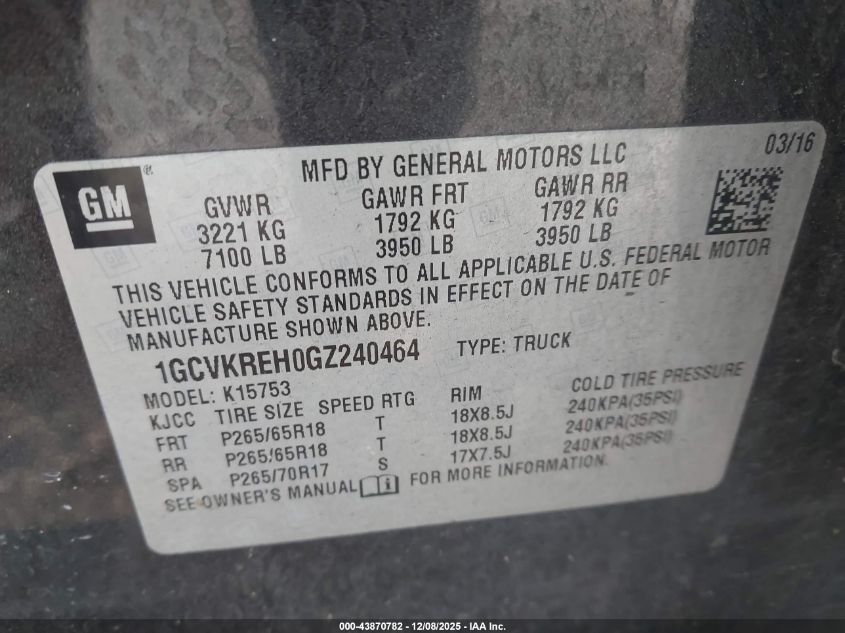 GM
MFD BY GENERAL MOTORS LLC
03/16
GVWR GAWR FRT GAWR RR
3221 KG 1792 KG 1792 KG
7100 LB 3950 LB 3950 LB
THIS VEHICLE CONFORMS TO ALL APPLICABLE U.S. FEDERAL MOTOR
VEHICLE SAFETY STANDARDS IN EFFECT ON THE DATE OF
MANUFACTURE SHOWN ABOVE.
1GCVKREH0GZ240464 TYPE: TRUCK
MODEL: K15753
KJCC TIRE SIZE SPEED RTG RIM COLD TIRE PRESSURE
FRT P265/65R18 T 18X8.5J 240KPA(35PSI)
RR P265/65R18 T 18X8.5J 240KPA(35PSI)
SPA P265/70R17 S 17X7.5J 240KPA(35PSI)
SEE OWNER'S MANUAL FOR MORE INFORMATION.
000-43870782 - 12/08/2025 - IAA Inc.